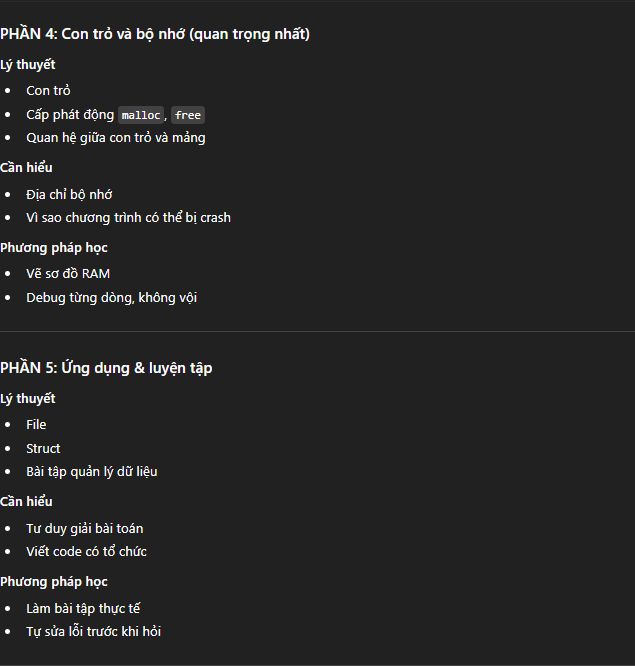 PHẦN 4: Con trỏ và bộ nhớ (quan trọng nhất)
Lý thuyết
• Con trỏ
• Cấp phát động malloc, free
• Quan hệ giữa con trỏ và mảng
Cần hiểu
• Địa chỉ bộ nhớ
• Vì sao chương trình có thể bị crash
Phương pháp học
• Vẽ sơ đồ RAM
• Debug từng dòng, không vội
PHẦN 5: Ứng dụng & luyện tập
Lý thuyết
• File
• Struct
• Bài tập quản lý dữ liệu
Cần hiểu
• Tư duy giải bài toán
• Viết code có tổ chức
Phương pháp học
• Làm bài tập thực tế
• Tự sửa lỗi trước khi hỏi